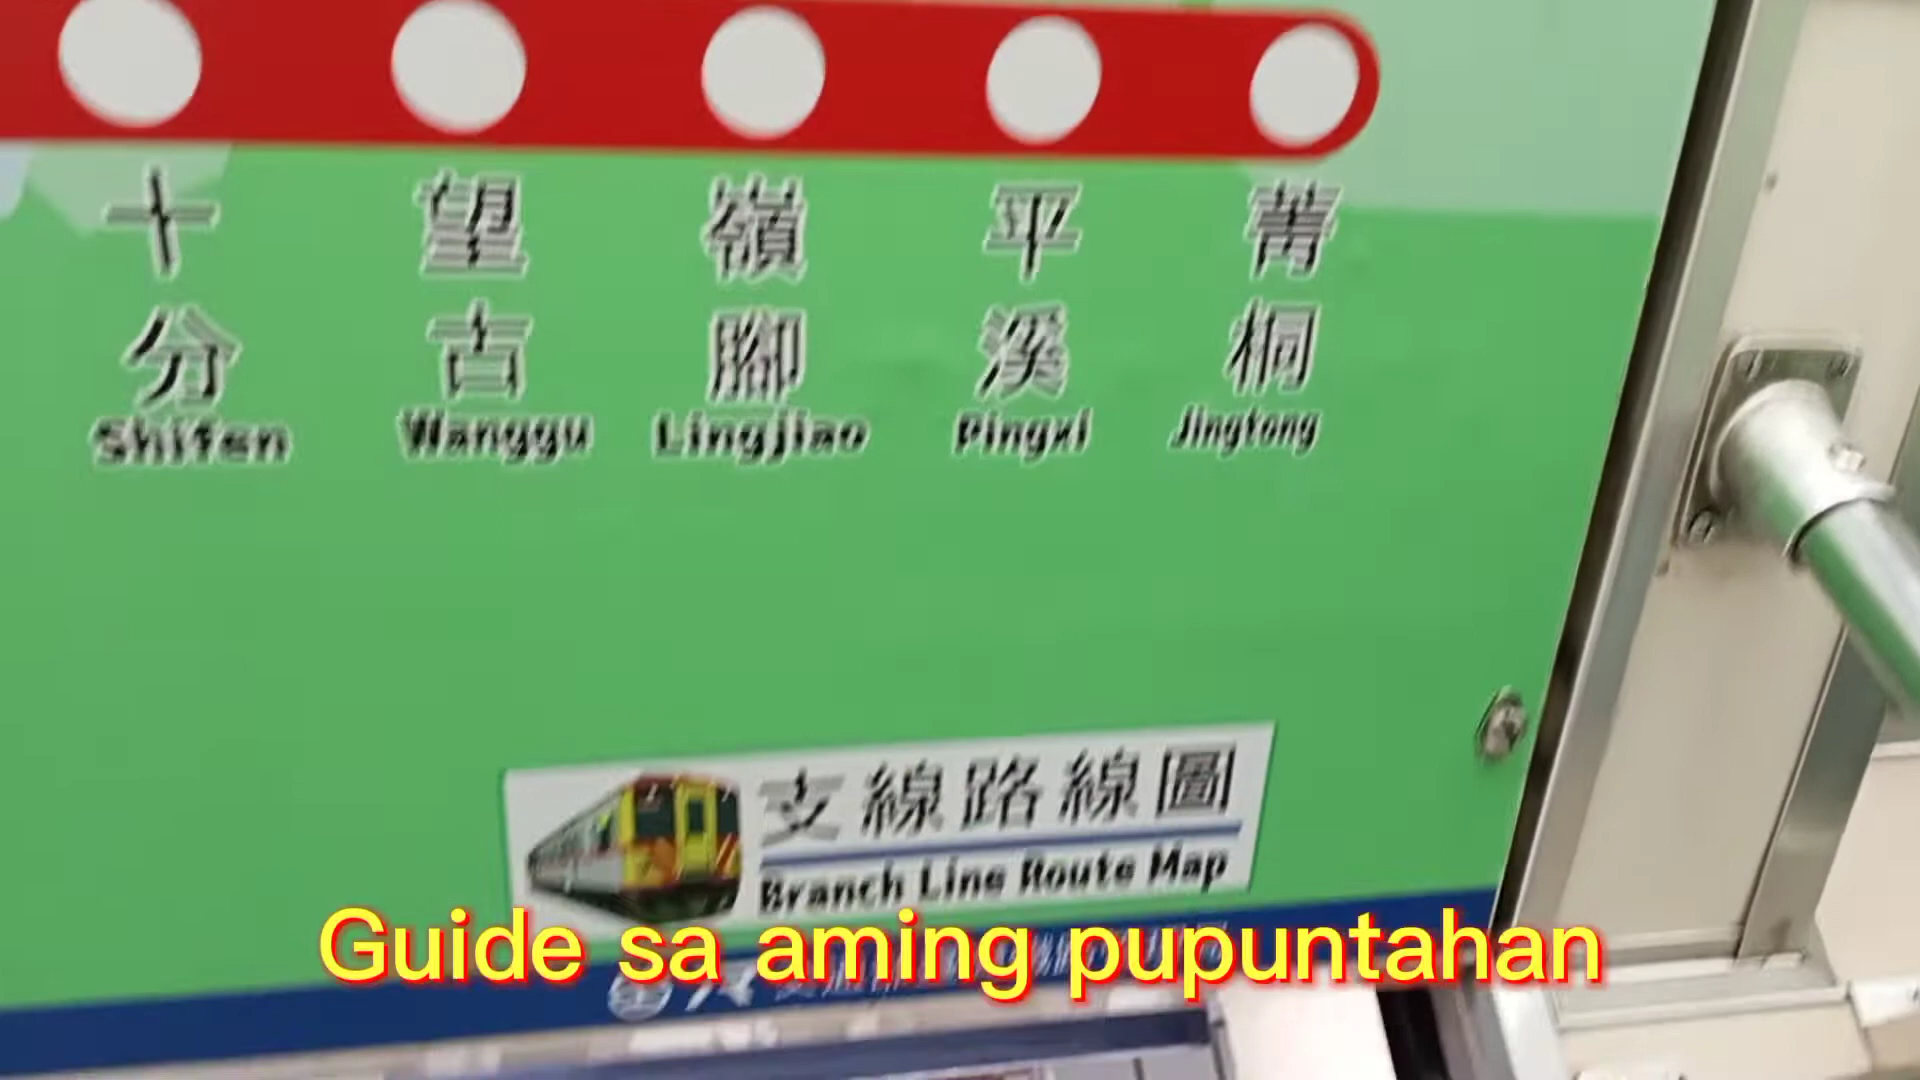 十分 望古 嶺腳 平溪 菁桐
Shifen Wanggu Lingjiao Pingxi Jingtong
支線路線圖
Branch Line Route Map
Guide sa aming pupuntahan